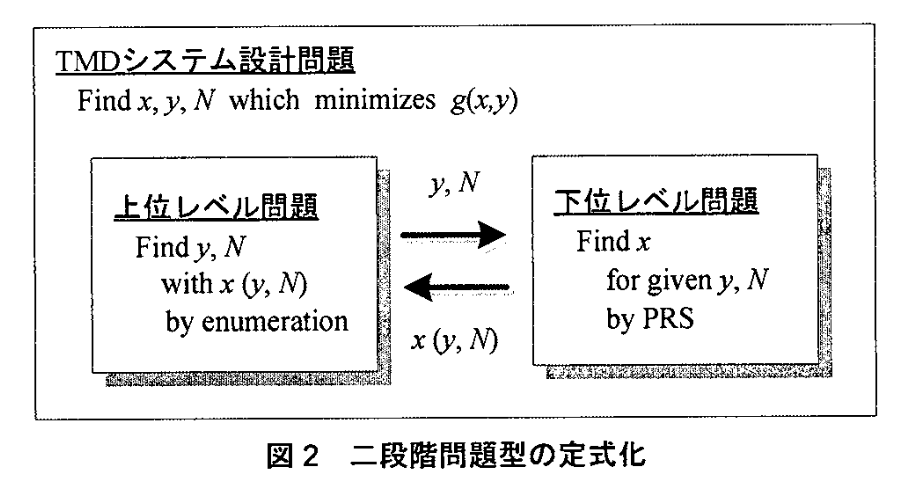 TMDシステム設計問題
Find x, y, N which minimizes g(x,y)
上位レベル問題
Find y, N
with x (y, N)
by enumeration
y, N
x (y, N)
下位レベル問題
Find x
for given y, N
by PRS
図2 二段階問題型の定式化